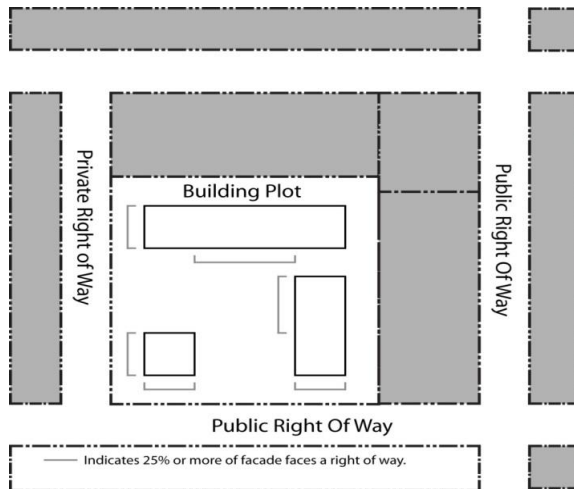 Building Plot
Private Right of Way
Public Right Of Way
Public Right Of Way
Indicates 25% or more of facade faces a right of way.